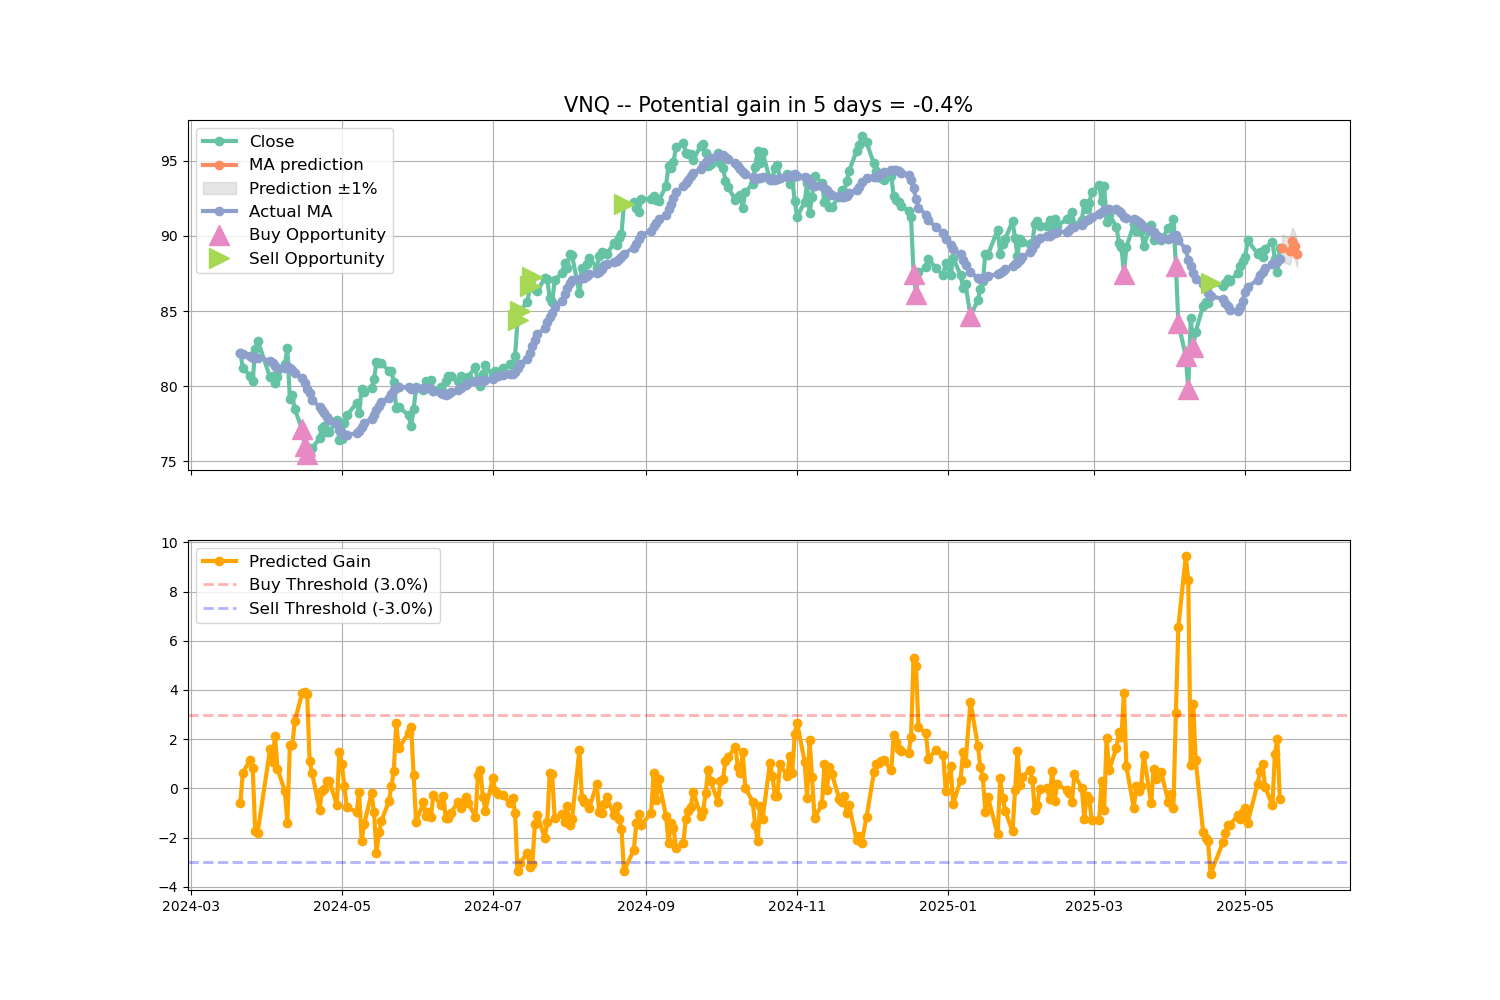 VNQ -- Potential gain in 5 days = -0.4%
Close
MA prediction
Prediction ±1%
Actual MA
Buy Opportunity
Sell Opportunity
95
90
85
80
75
Predicted Gain
Buy Threshold (3.0%)
Sell Threshold (-3.0%)
10
8
6
4
2
0
−2
−4
2024-03 2024-05 2024-07 2024-09 2024-11 2025-01 2025-03 2025-05